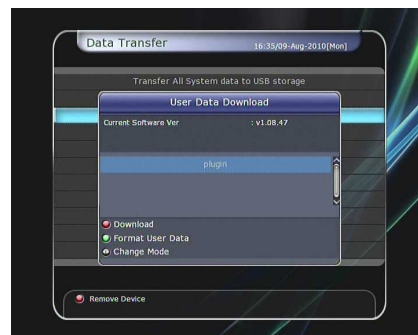 Data Transfer
16:35/09-Aug-2010[Mon]
Transfer All System data to USB storage
User Data Download
Current Software Ver : v1.08.47
plugin
Download
Format User Data
Change Mode
Remove Device